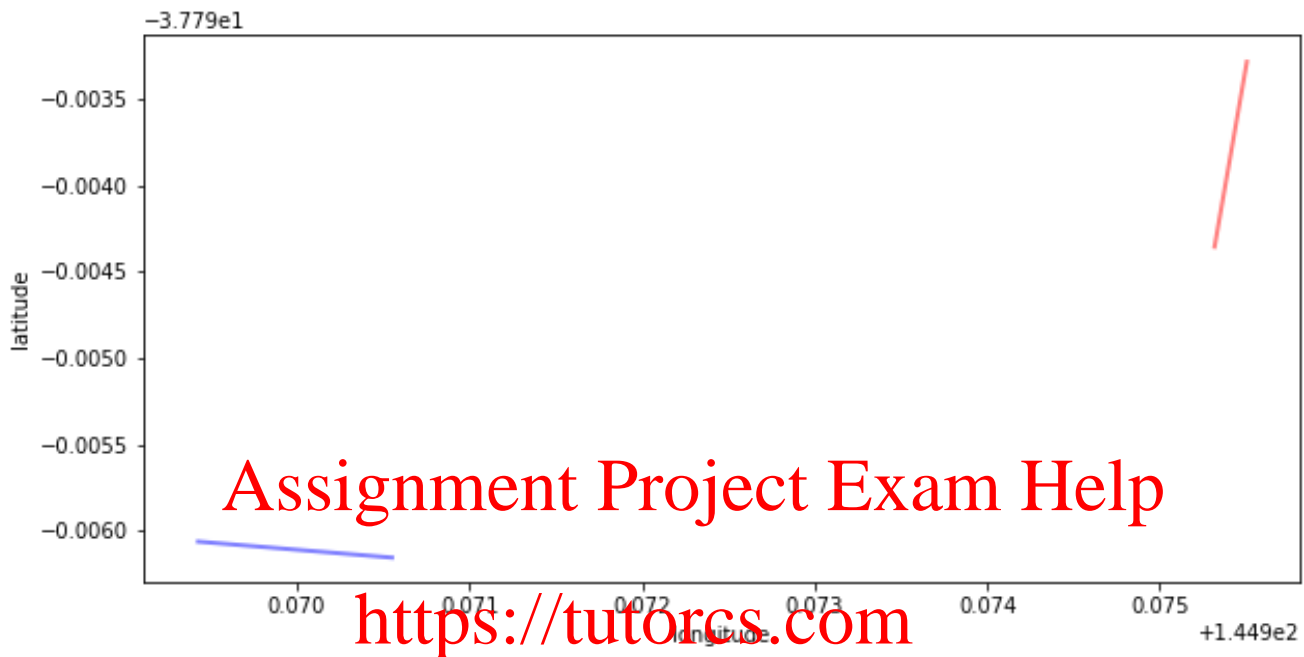 −3.779e1
−0.0035
−0.0040
−0.0045
latitude
−0.0050
−0.0055
Assignment Project Exam Help
−0.0060
0.070 0.071 0.072 0.073 0.074 0.075
https://tutorcs.com
longitude
+1.449e2